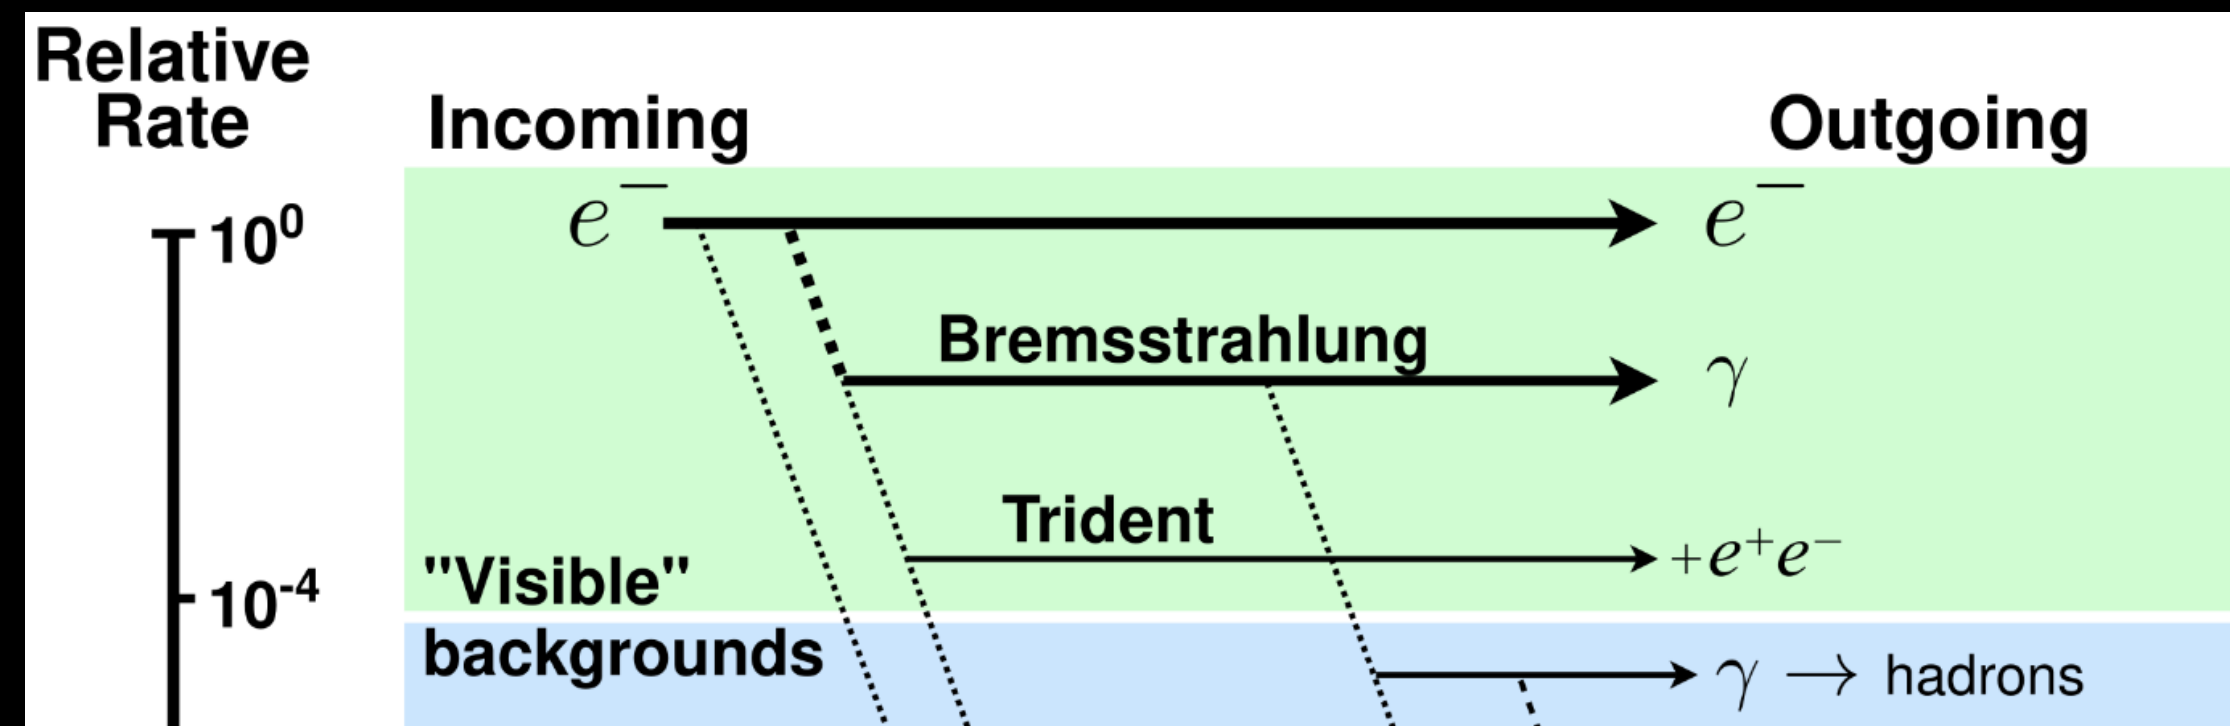 Relative
Rate
Incoming
Outgoing
e⁻
e⁻
10⁰
Bremsstrahlung
γ
Trident
+e⁺e⁻
"Visible"
10⁻⁴
backgrounds
γ → hadrons